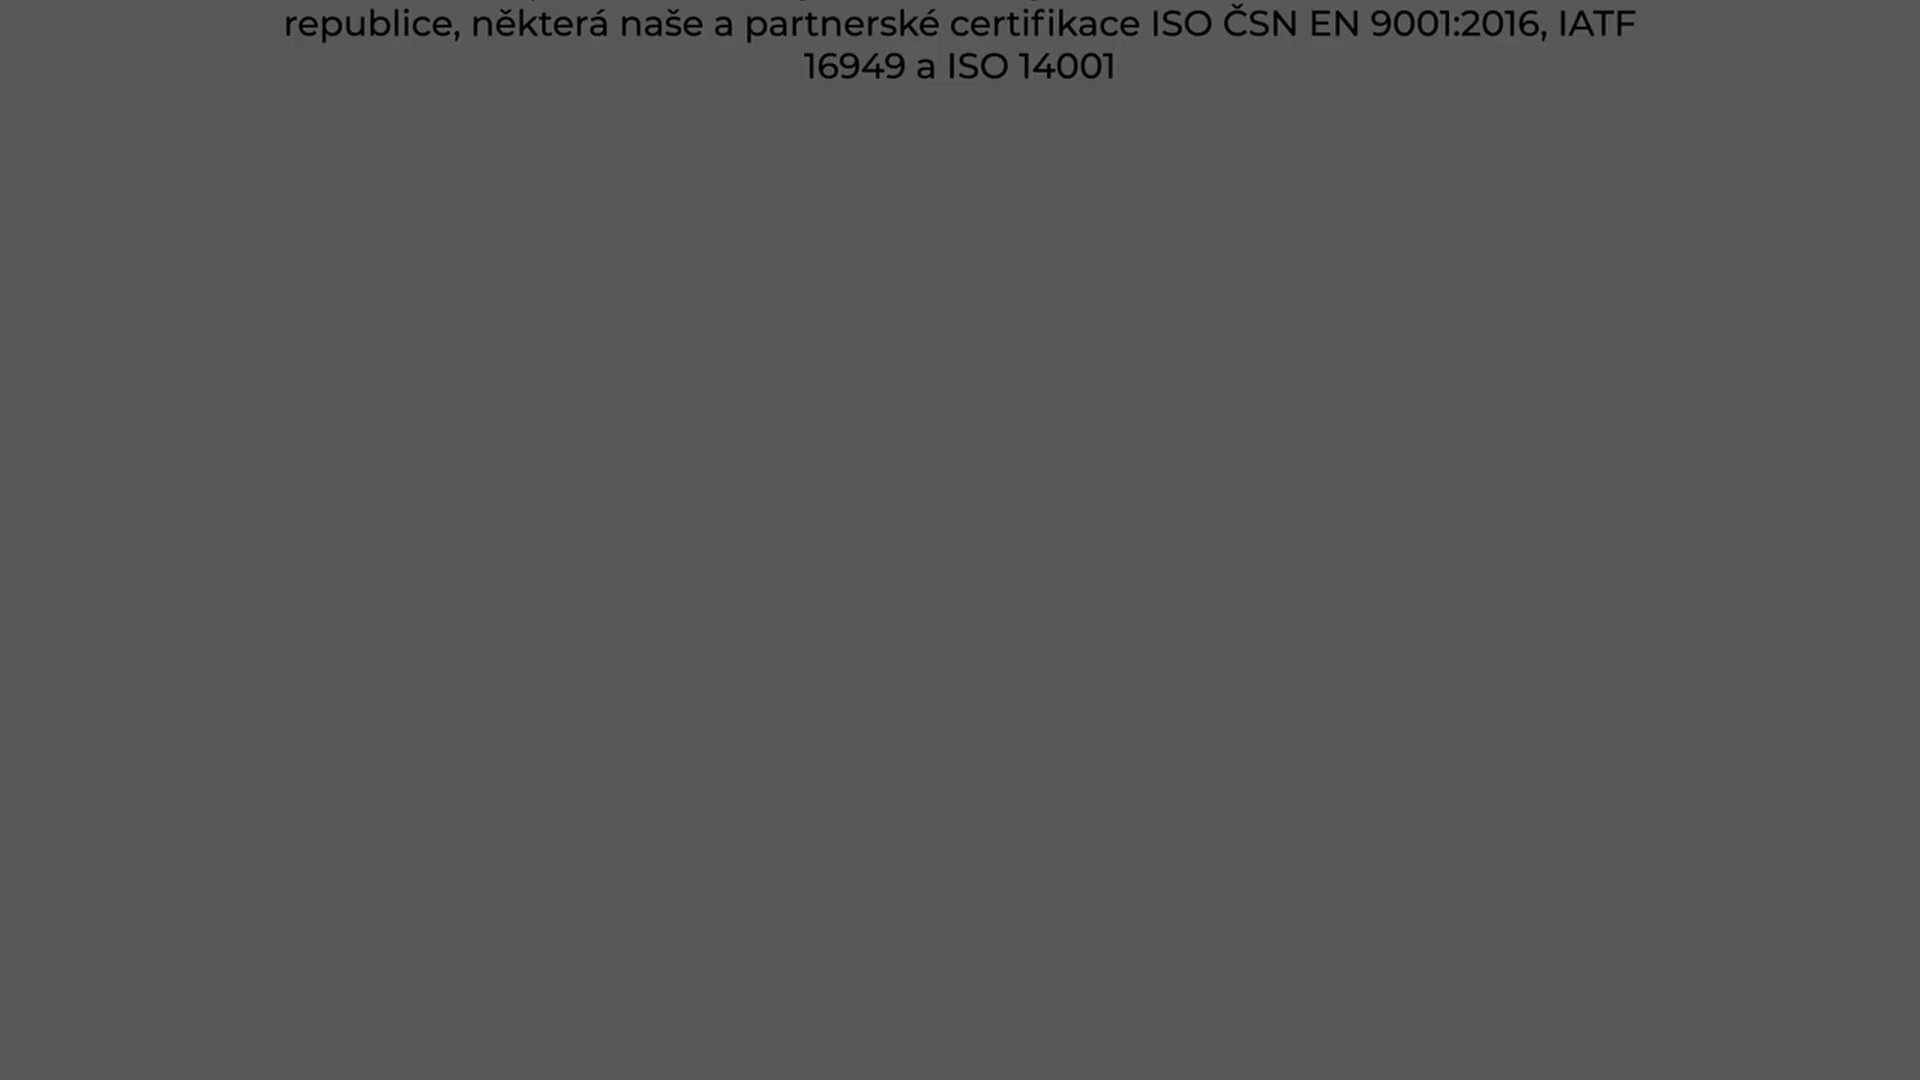 republice, některá naše a partnerské certifikace ISO ČSN EN 9001:2016, IATF
16949 a ISO 14001